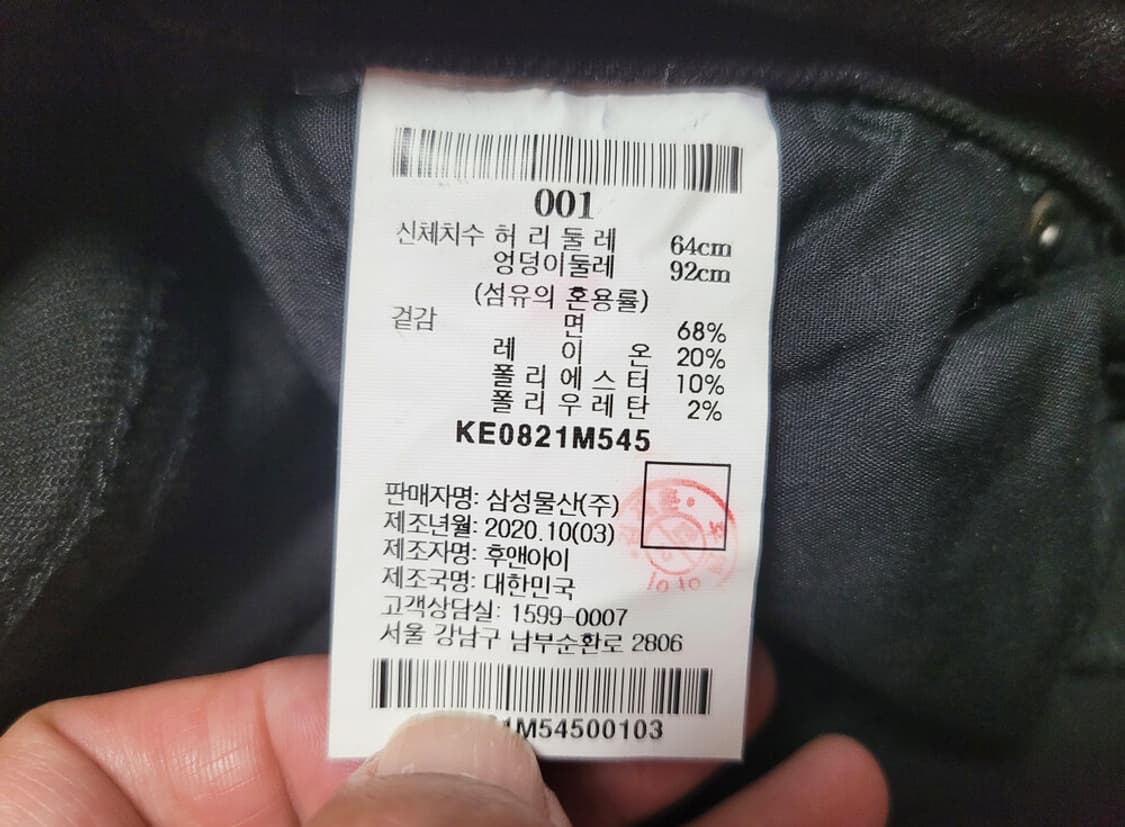 001
신체치수 허 리 둘 레 64cm
엉덩이둘레 92cm
(섬유의 혼용률)
겉감 면 68%
레 이 온 20%
폴 리 에 스 터 10%
폴 리 우 레 탄 2%
KE0821M545
판매자명: 삼성물산(주)
제조년월: 2020.10(03)
제조자명: 후앤아이
제조국명: 대한민국
고객상담실: 1599-0007
서울 강남구 남부순환로 2806
1M54500103